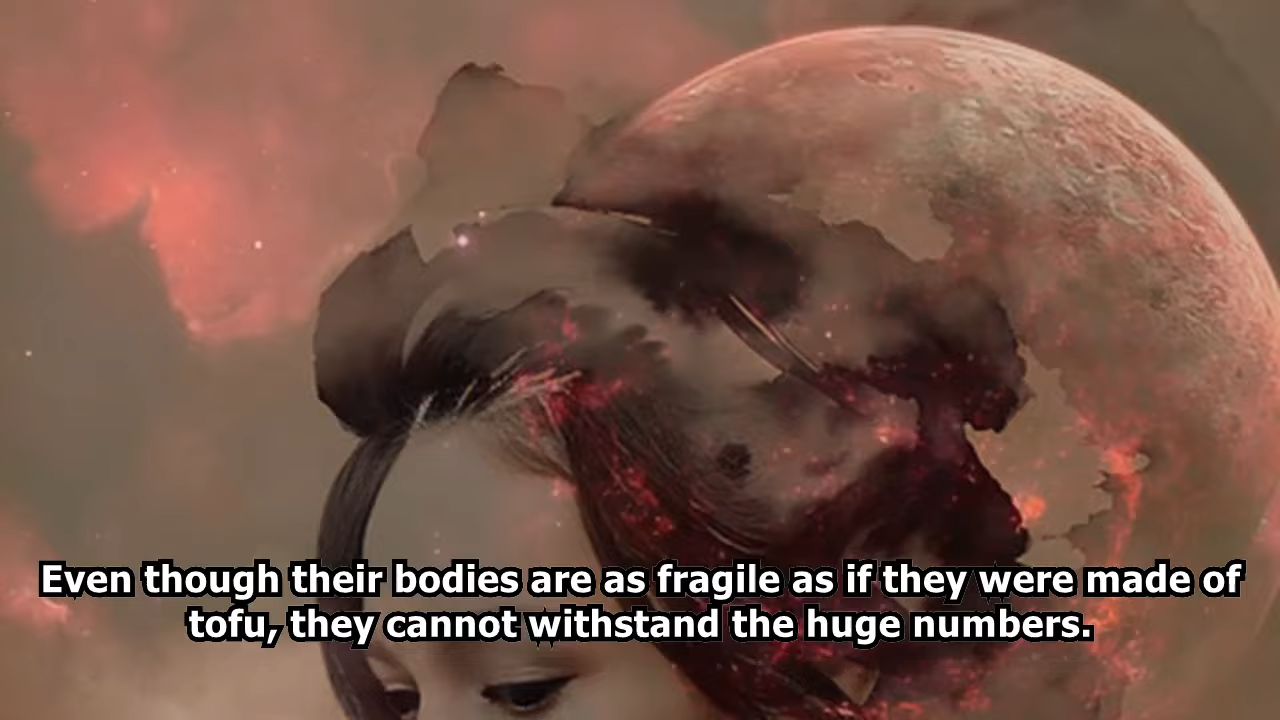 Even though their bodies are as fragile as if they were made of
tofu, they cannot withstand the huge numbers.